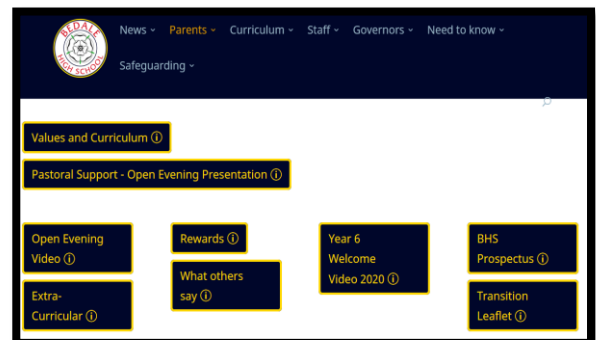 BEDALE
HIGH SCHOOL
News Parents Curriculum Staff Governors Need to know
Safeguarding
Values and Curriculum
Pastoral Support - Open Evening Presentation
Open Evening
Video
Extra-
Curricular
Rewards
What others
say
Year 6
Welcome
Video 2020
BHS
Prospectus
Transition
Leaflet